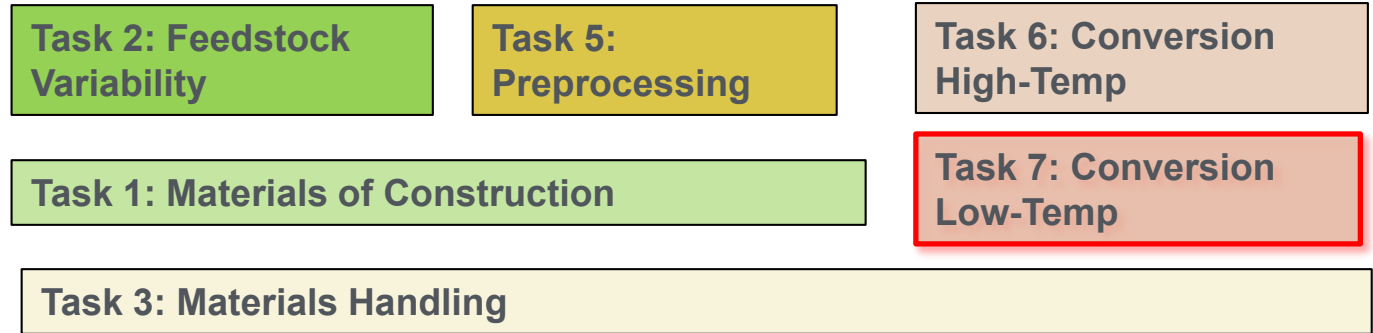 Task 2: Feedstock
Variability
Task 5:
Preprocessing
Task 6: Conversion
High-Temp
Task 1: Materials of Construction
Task 7: Conversion
Low-Temp
Task 3: Materials Handling